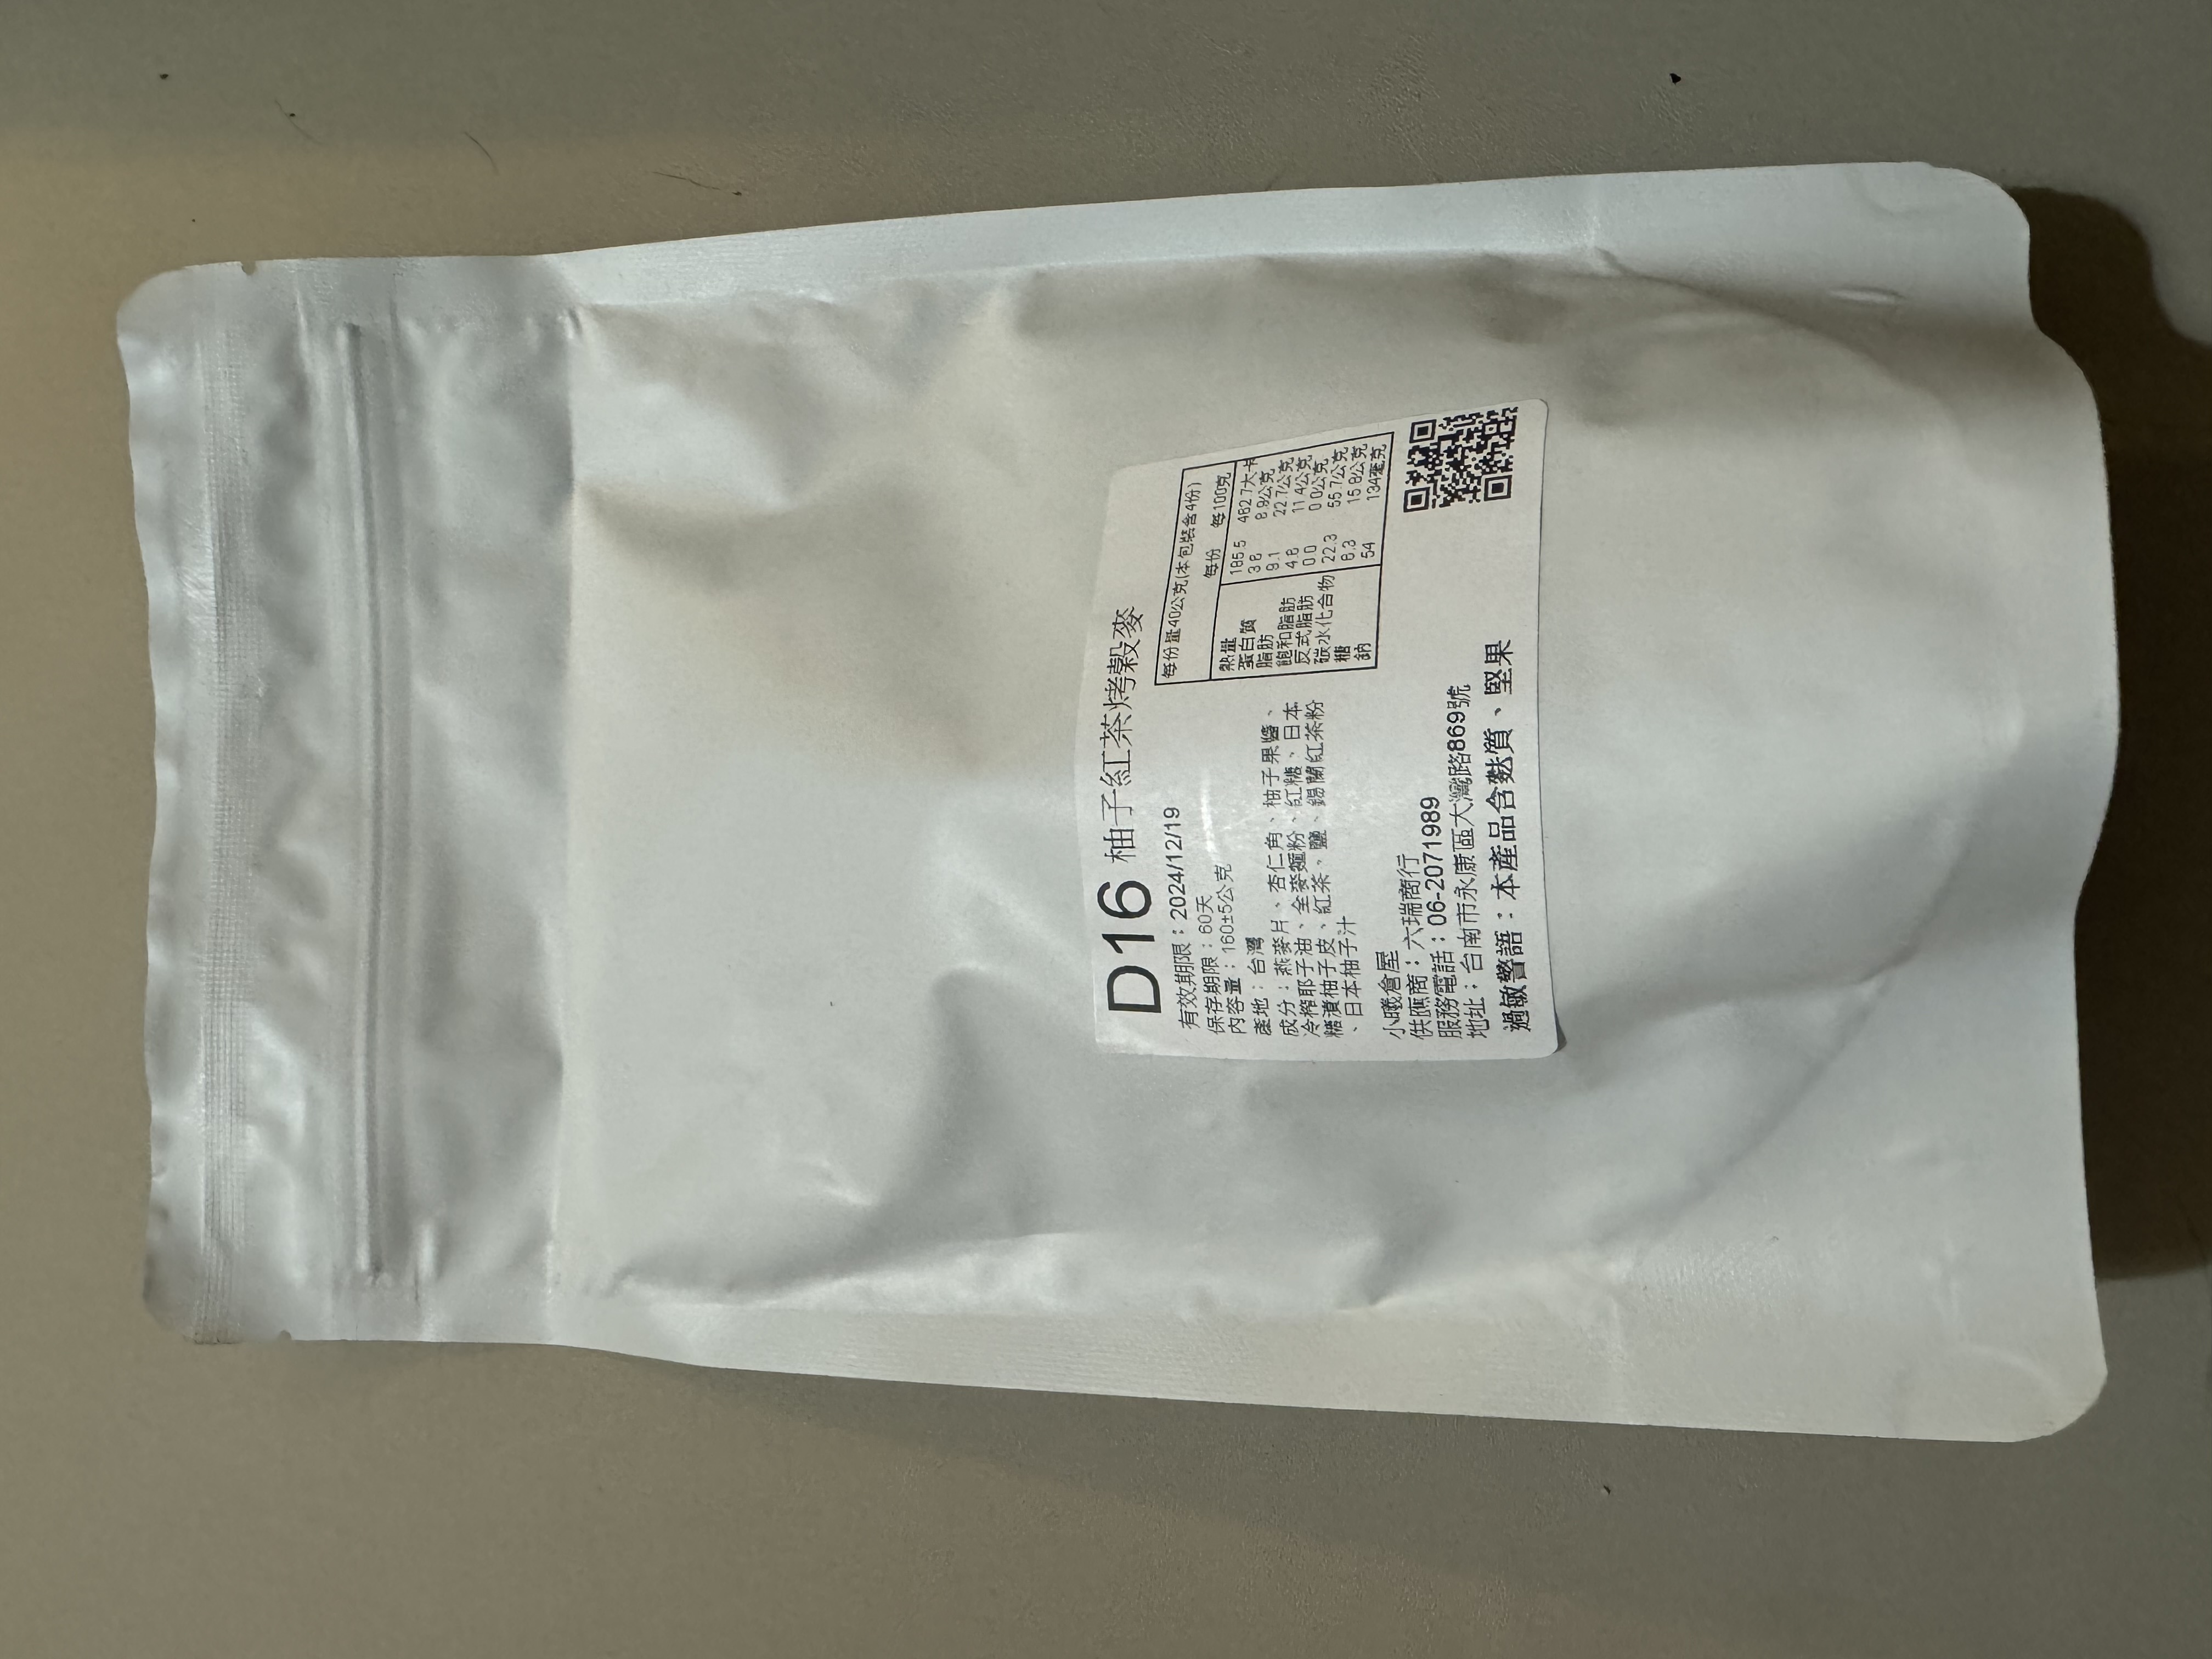 D16 柚子紅茶烤穀麥
有效期限：2024/12/19
保存期限：60天
內容量：160±5公克
產地：台灣
成分：燕麥片、杏仁角、柚子果醬、
冷榨耶子油、全麥麵粉、紅糖、日本
糖漬柚子皮、紅茶、鹽、錫蘭紅茶粉
、日本柚子汁
每份量40公克(本包裝含4份)
每份 每100克
熱量 185.5 462.7大卡
蛋白質 3.6 8.9公克
脂肪 9.1 22.7公克
飽和脂肪 4.6 11.4公克
反式脂肪 0.0 0.0公克
碳水化合物 22.3 55.7公克
糖 6.3 15.8公克
鈉 54 134毫克
小曦倉屋
供應商：六瑞商行
服務電話：06-2071989
地址：台南市永康區大灣路869號
過敏警語：本產品含麩質、堅果